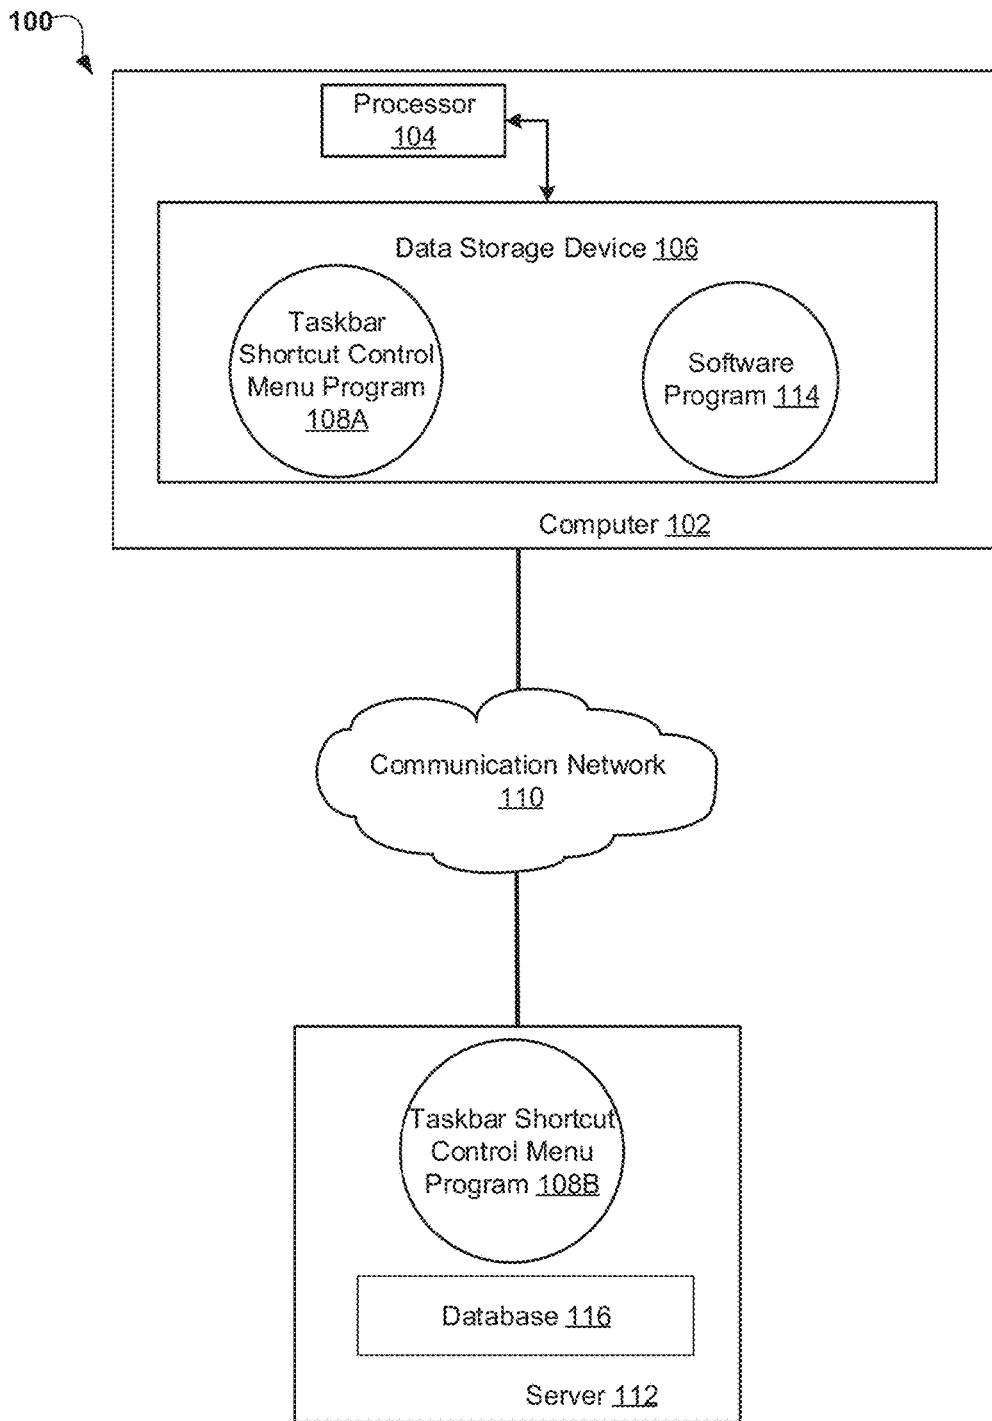 100
Processor
104
Data Storage Device 106
Taskbar
Shortcut Control
Menu Program
108A
Software
Program 114
Computer 102
Communication Network
110
Taskbar Shortcut
Control Menu
Program 108B
Database 116
Server 112